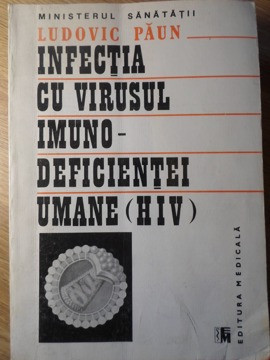 MINISTERUL SĂNĂTĂȚII
LUDOVIC PĂUN
INFECȚIA
CU VIRUSUL
IMUNO-
DEFICIENȚEI
UMANE (HIV)
EDITURA MEDICALĂ